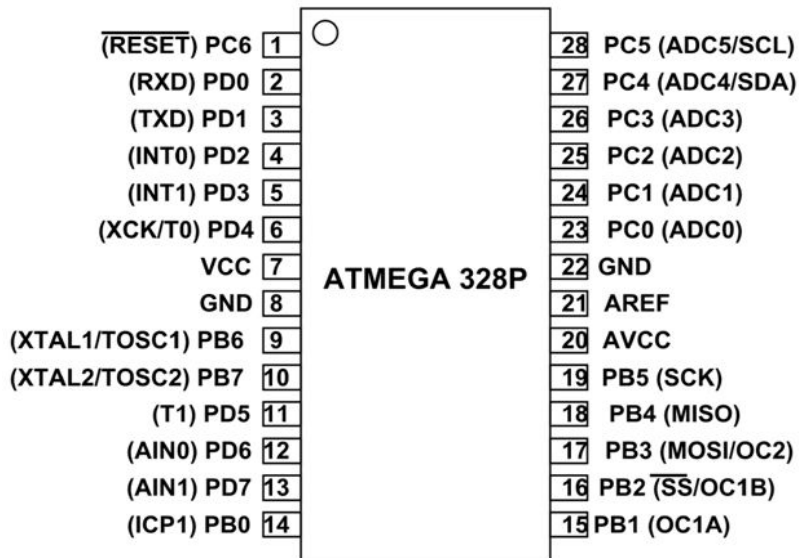 (RESET) PC6 1
(RXD) PD0 2
(TXD) PD1 3
(INT0) PD2 4
(INT1) PD3 5
(XCK/T0) PD4 6
VCC 7
GND 8
(XTAL1/TOSC1) PB6 9
(XTAL2/TOSC2) PB7 10
(T1) PD5 11
(AIN0) PD6 12
(AIN1) PD7 13
(ICP1) PB0 14
ATMEGA 328P
28 PC5 (ADC5/SCL)
27 PC4 (ADC4/SDA)
26 PC3 (ADC3)
25 PC2 (ADC2)
24 PC1 (ADC1)
23 PC0 (ADC0)
22 GND
21 AREF
20 AVCC
19 PB5 (SCK)
18 PB4 (MISO)
17 PB3 (MOSI/OC2)
16 PB2 (SS/OC1B)
15 PB1 (OC1A)